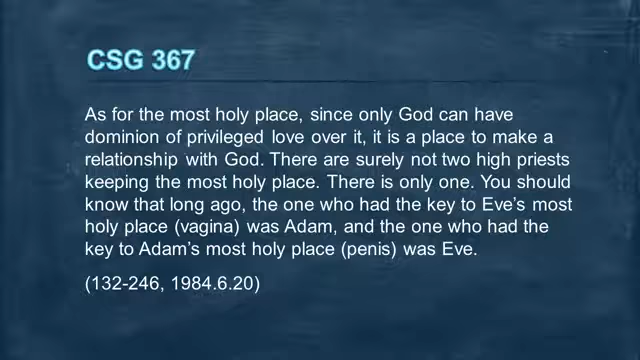 CSG 367
As for the most holy place, since only God can have
dominion of privileged love over it, it is a place to make a
relationship with God. There are surely not two high priests
keeping the most holy place. There is only one. You should
know that long ago, the one who had the key to Eve's most
holy place (vagina) was Adam, and the one who had the
key to Adam's most holy place (penis) was Eve.
(132-246, 1984.6.20)